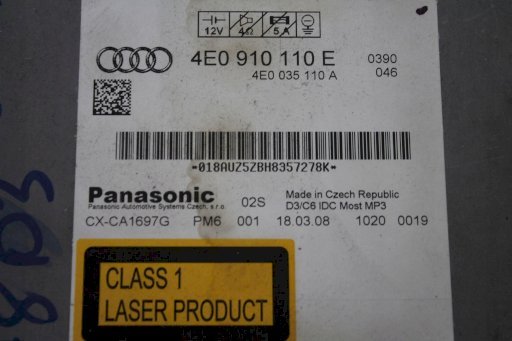 12V 4Ω 5A
4E0 910 110 E 0390
4E0 035 110 A 046
*018AUZ5ZBH8357278K*
Panasonic 02S Made in Czech Republic
Panasonic Automotive Systems Czech, s.r.o. D3/C6 IDC Most MP3
CX-CA1697G PM6 001 18.03.08 1020 0019
CLASS 1
LASER PRODUCT